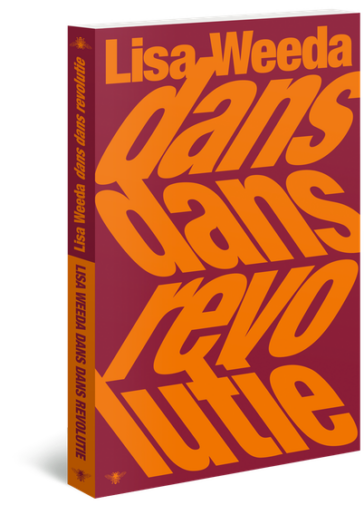 Lisa Weeda
dans
dans
revo
lutie
Lisa Weeda dans dans revolutie
LISA WEEDA DANS DANS REVOLUTIE